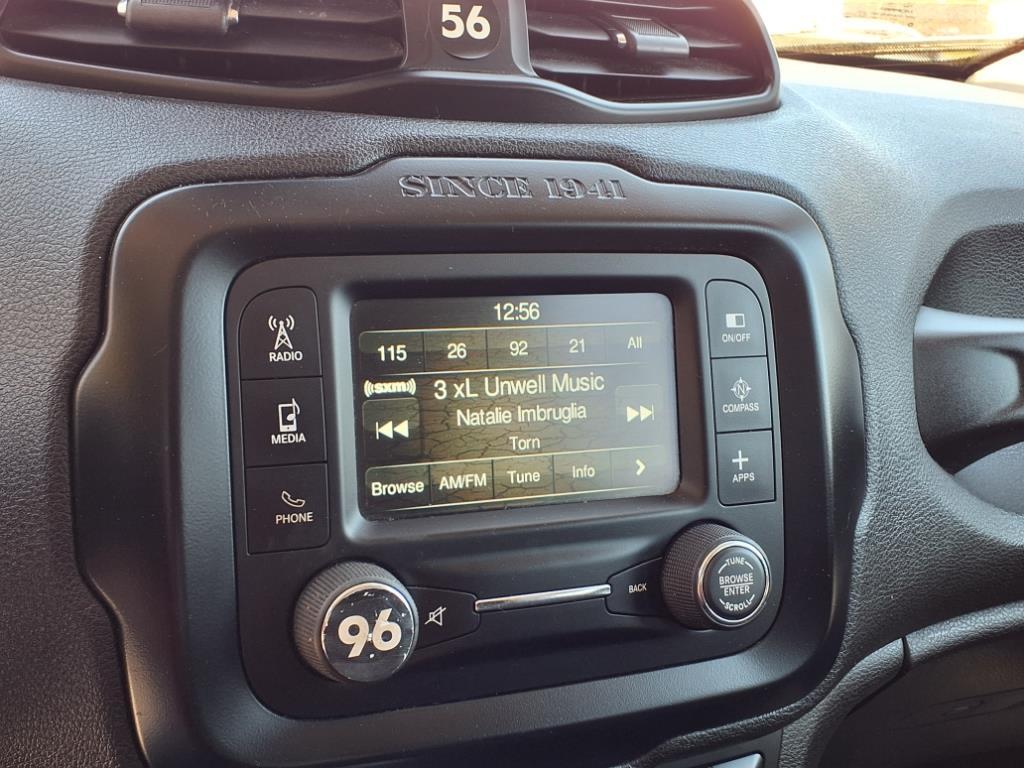 56
SINCE 1941
12:56
115 26 92 21 All
((sxm)) 3 xL Unwell Music
Natalie Imbruglia
Torn
Browse AM/FM Tune Info >
RADIO
MEDIA
PHONE
ON/OFF
N
COMPASS
APPS
96
BACK
TUNE
BROWSE
ENTER
SCROLL